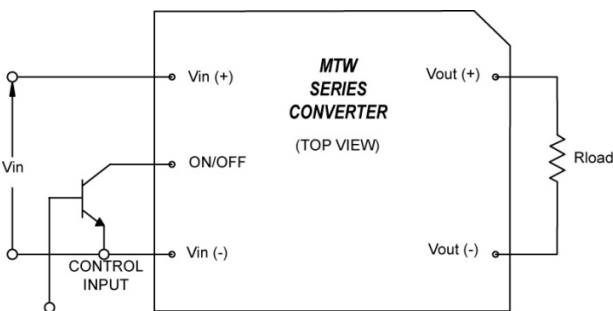 MTW
SERIES
CONVERTER
(TOP VIEW)
Vin (+)
Vout (+)
Vin
ON/OFF
Rload
Vin (-)
Vout (-)
CONTROL
INPUT